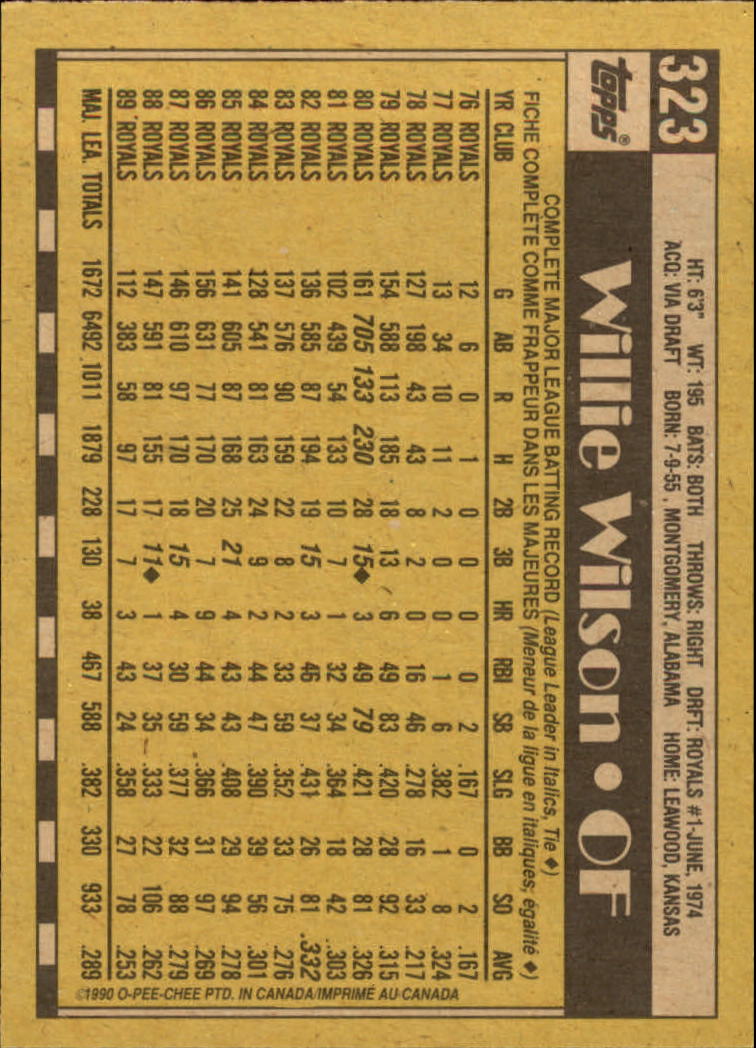 323
HT: 6'3" WT: 195 BATS: BOTH THROWS: RIGHT DRFT: ROYALS #1-JUNE, 1974
ACQ: VIA DRAFT BORN: 7-9-55, MONTGOMERY, ALABAMA HOME: LEAWOOD, KANSAS
topps®
Willie Wilson • OF
COMPLETE MAJOR LEAGUE BATTING RECORD (League Leader in Italics, Tie ◆)
FICHE COMPLÈTE COMME FRAPPEUR DANS LES MAJEURES (Meneur de la ligue en italiques, égalité ◆)
YR CLUB G AB R H 2B 3B HR RBI SB SLG BB SO AVG
76 ROYALS 12 6 0 1 0 0 0 0 2 .167 0 2 .167
77 ROYALS 13 34 10 11 2 0 0 1 6 .382 1 8 .324
78 ROYALS 127 198 43 43 8 2 0 16 46 .278 16 33 .217
79 ROYALS 154 588 113 185 18 13 6 49 83 .420 28 92 .315
80 ROYALS 161 705 133 230 28 15◆ 3 49 79 .421 28 81 .326
81 ROYALS 102 439 54 133 10 7 1 32 34 .364 18 42 .303
82 ROYALS 136 585 87 194 19 15 3 46 37 .431 26 81 .332
83 ROYALS 137 576 90 159 22 8 2 33 59 .352 33 75 .276
84 ROYALS 128 541 81 163 24 9 2 44 47 .390 39 56 .301
85 ROYALS 141 605 87 168 25 21 4 43 43 .408 29 94 .278
86 ROYALS 156 631 77 170 20 7 9 44 34 .366 31 97 .269
87 ROYALS 146 610 97 170 18 15 4 30 59 .377 32 88 .279
88 ROYALS 147 591 81 155 17 11◆ 1 37 35 .333 22 106 .262
89 ROYALS 112 383 58 97 17 7 3 43 24 .358 27 78 .253
MAJ. LEA. TOTALS 1672 6492 1011 1879 228 130 38 467 588 .382 330 933 .289
©1990 O-PEE-CHEE PTD. IN CANADA/IMPRIMÉ AU CANADA